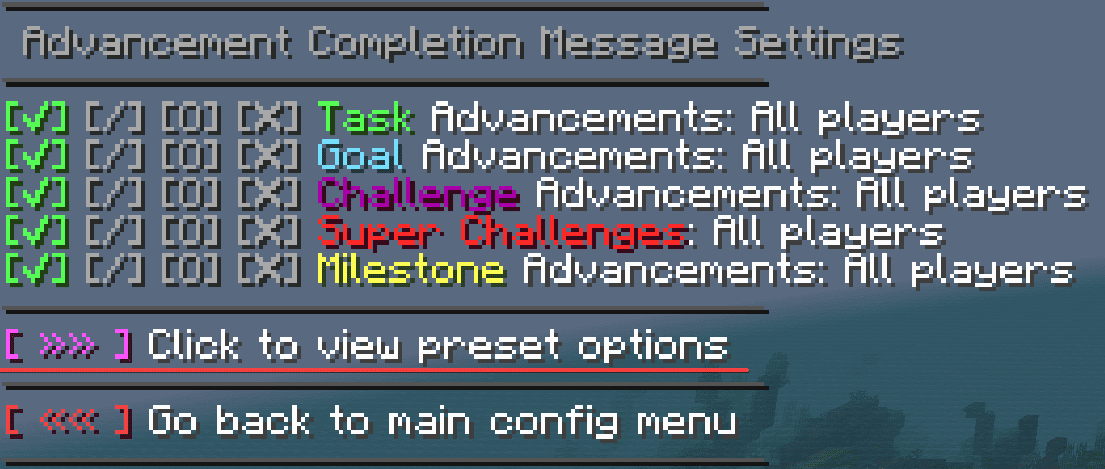 Advancement Completion Message Settings
[✓] [/] [O] [X] Task Advancements: All players
[✓] [/] [O] [X] Goal Advancements: All players
[✓] [/] [O] [X] Challenge Advancements: All players
[✓] [/] [O] [X] Super Challenges: All players
[✓] [/] [O] [X] Milestone Advancements: All players
[ »» ] Click to view preset options
[ «« ] Go back to main config menu